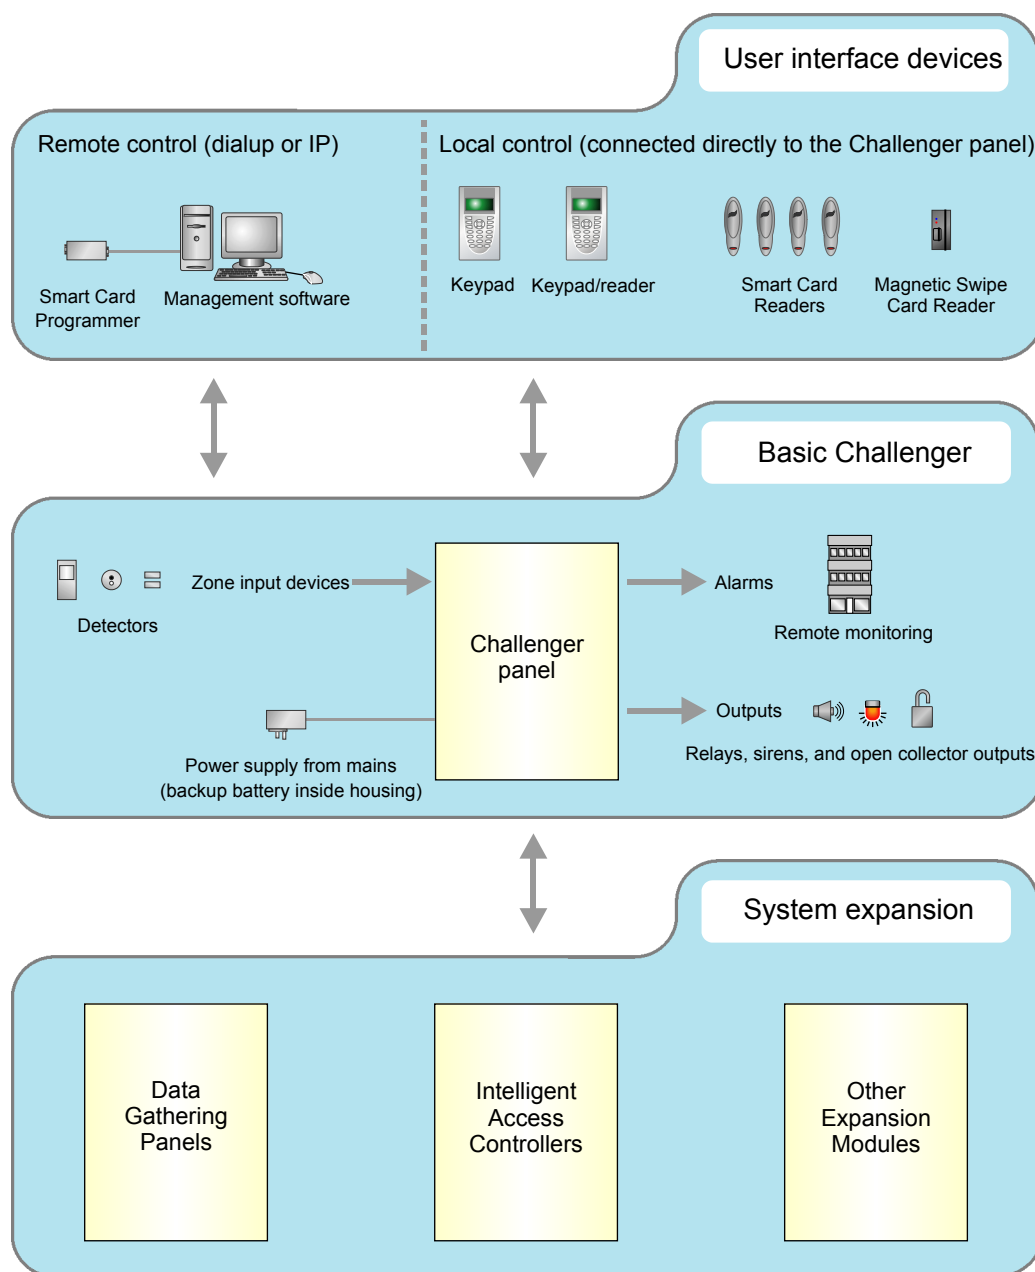 User interface devices
Remote control (dialup or IP)
Local control (connected directly to the Challenger panel)
Smart Card
Programmer
Management software
Keypad
Keypad/reader
Smart Card
Readers
Magnetic Swipe
Card Reader
Basic Challenger
Detectors
Zone input devices
Challenger
panel
Alarms
Remote monitoring
Power supply from mains
(backup battery inside housing)
Outputs
Relays, sirens, and open collector outputs
System expansion
Data
Gathering
Panels
Intelligent
Access
Controllers
Other
Expansion
Modules